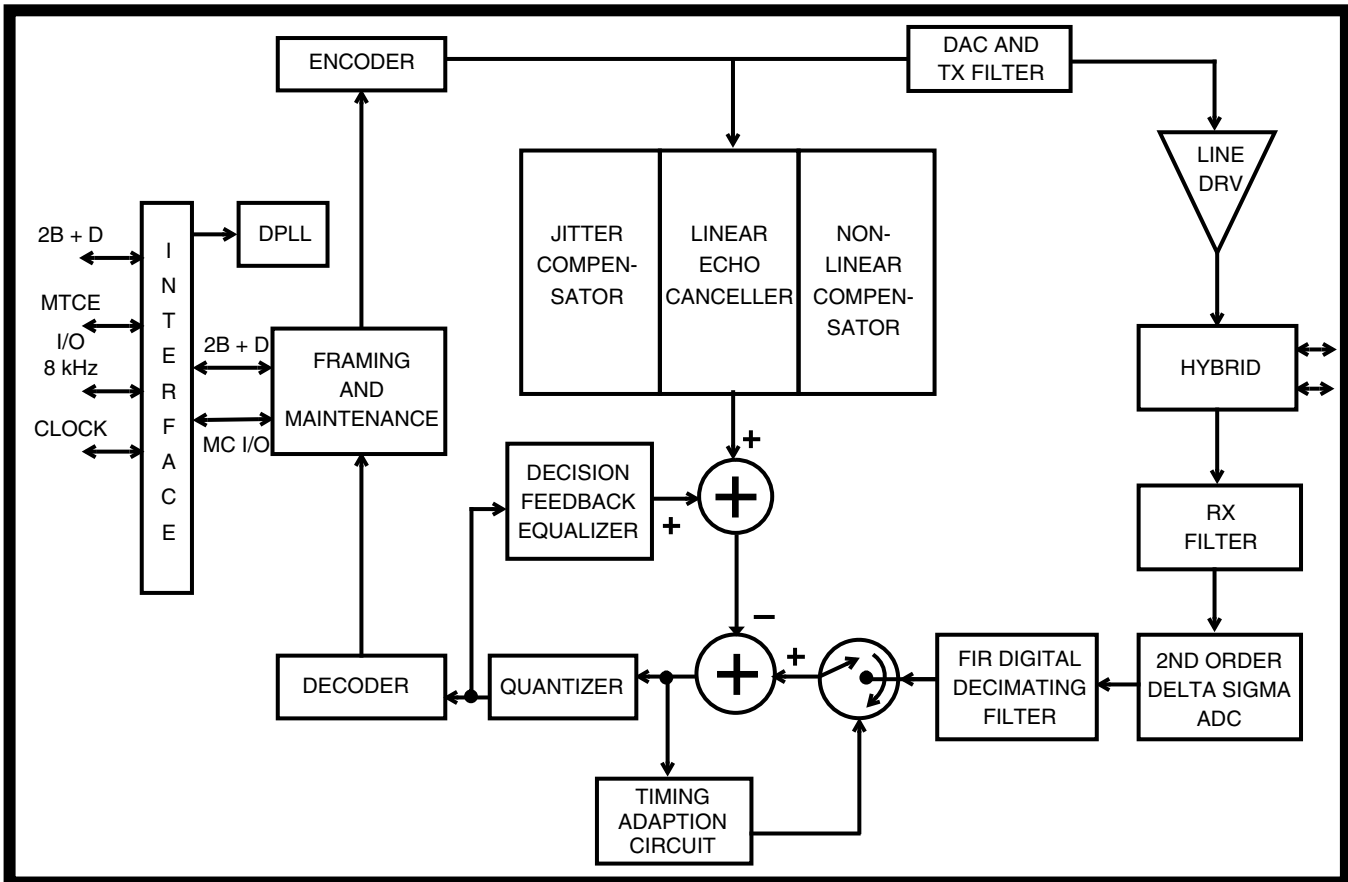 ENCODER
DAC AND
TX FILTER
LINE
DRV
JITTER
COMPEN-
SATOR
LINEAR
ECHO
CANCELLER
NON-
LINEAR
COMPEN-
SATOR
2B + D
MTCE
I/O
8 kHz
CLOCK
I
N
T
E
R
F
A
C
E
DPLL
2B + D
MC I/O
FRAMING
AND
MAINTENANCE
HYBRID
+
DECISION
FEEDBACK
EQUALIZER
+
+
RX
FILTER
–
DECODER
QUANTIZER
+
+
FIR DIGITAL
DECIMATING
FILTER
2ND ORDER
DELTA SIGMA
ADC
TIMING
ADAPTION
CIRCUIT